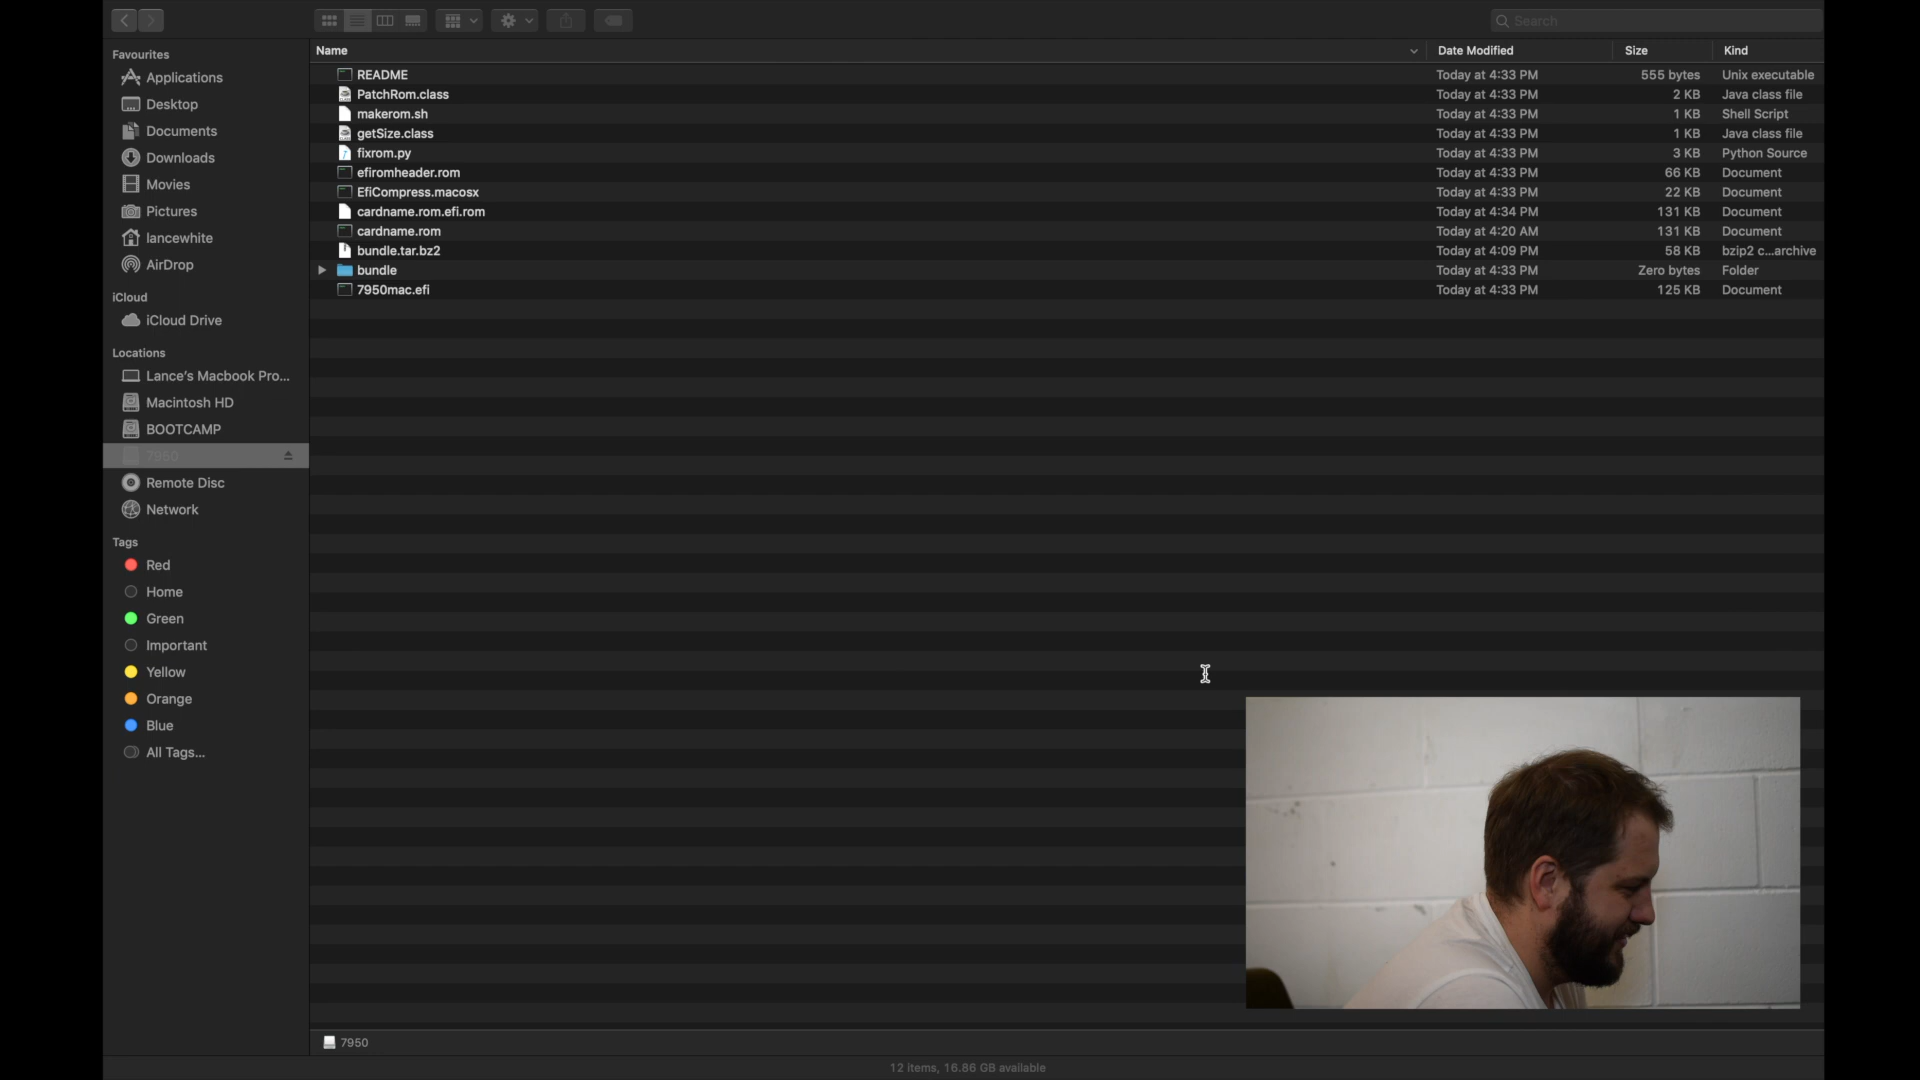 Search
Favourites
Applications
Desktop
Documents
Downloads
Movies
Pictures
lancewhite
AirDrop
iCloud
iCloud Drive
Locations
Lance's Macbook Pro...
Macintosh HD
BOOTCAMP
7950
Remote Disc
Network
Tags
Red
Home
Green
Important
Yellow
Orange
Blue
All Tags...
Name Date Modified Size Kind
README Today at 4:33 PM 555 bytes Unix executable
PatchRom.class Today at 4:33 PM 2 KB Java class file
makerom.sh Today at 4:33 PM 1 KB Shell Script
getSize.class Today at 4:33 PM 1 KB Java class file
fixrom.py Today at 4:33 PM 3 KB Python Source
efiromheader.rom Today at 4:33 PM 66 KB Document
EfiCompress.macosx Today at 4:33 PM 22 KB Document
cardname.rom.efi.rom Today at 4:34 PM 131 KB Document
cardname.rom Today at 4:20 AM 131 KB Document
bundle.tar.bz2 Today at 4:09 PM 58 KB bzip2 c...archive
bundle Today at 4:33 PM Zero bytes Folder
7950mac.efi Today at 4:33 PM 125 KB Document
7950
12 items, 16.86 GB available